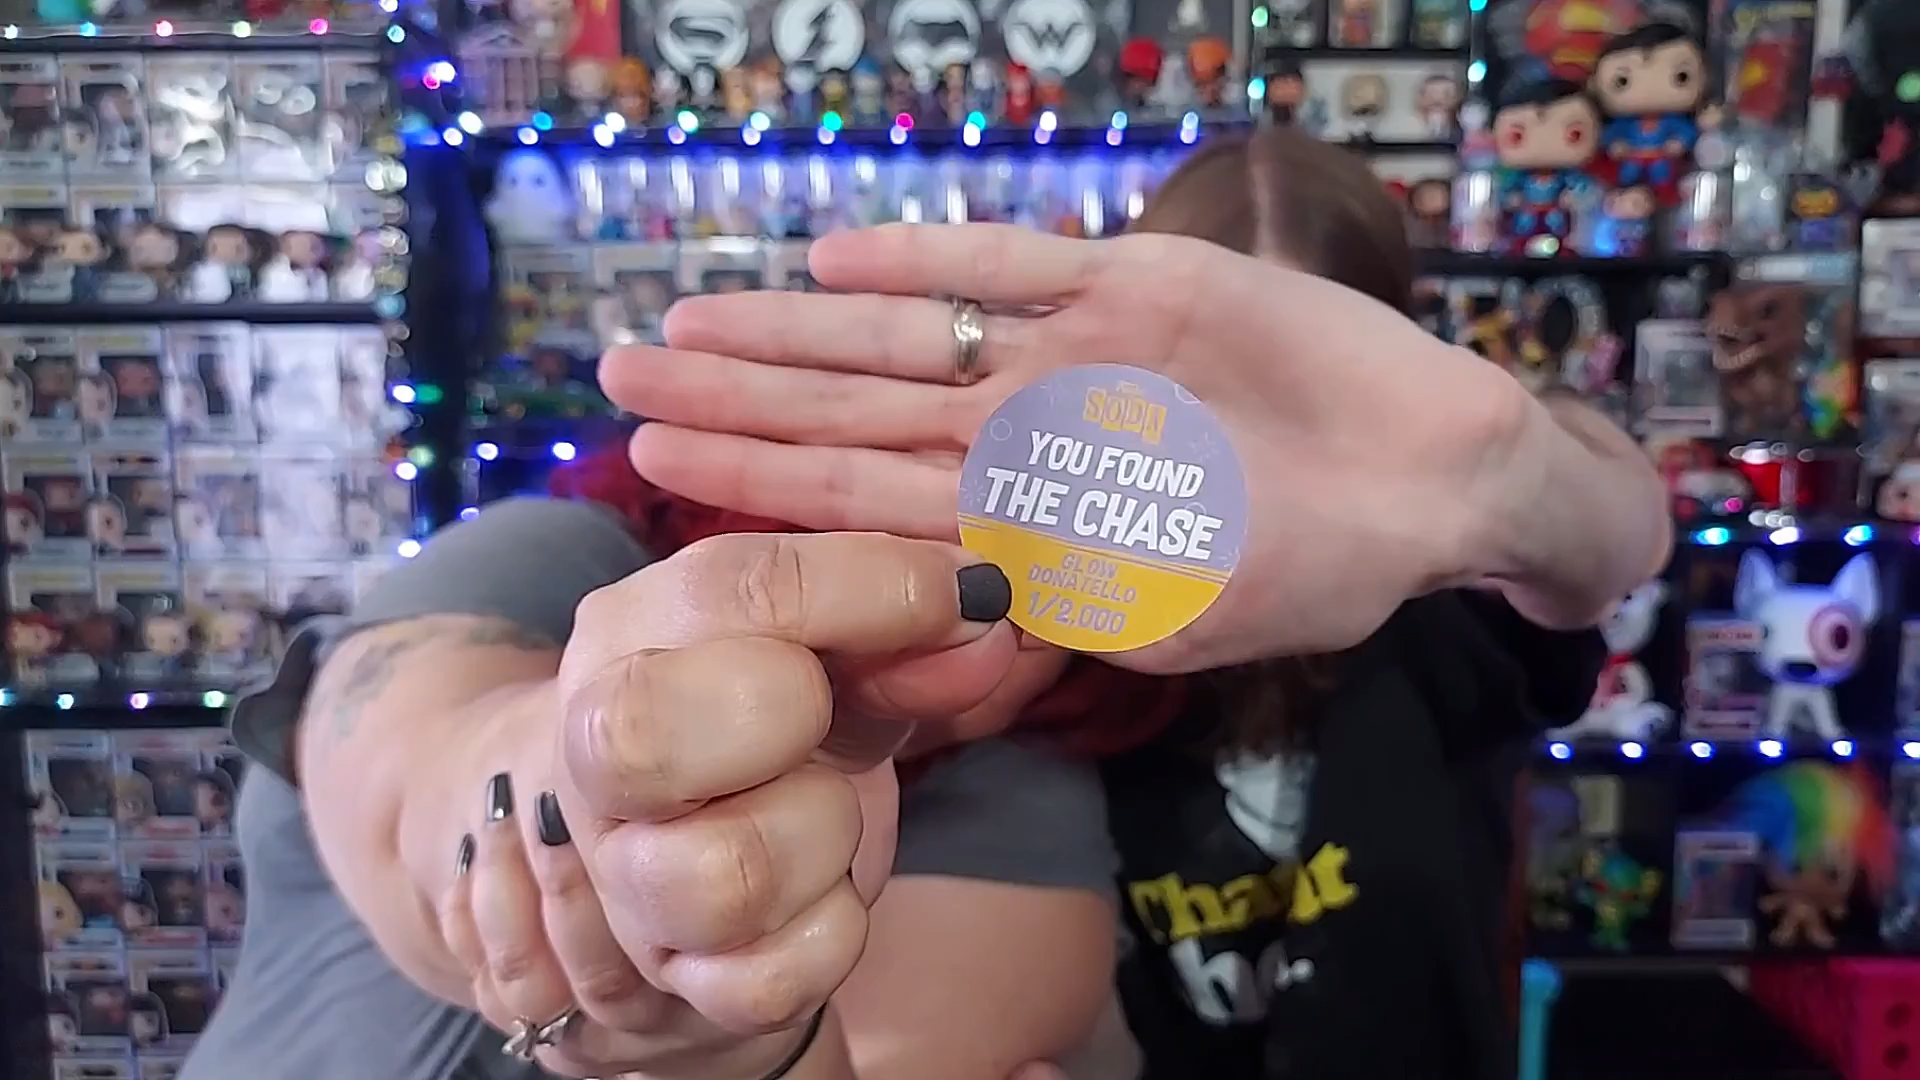 SODA
YOU FOUND
THE CHASE
GLOW
DONATELLO
1/2,000